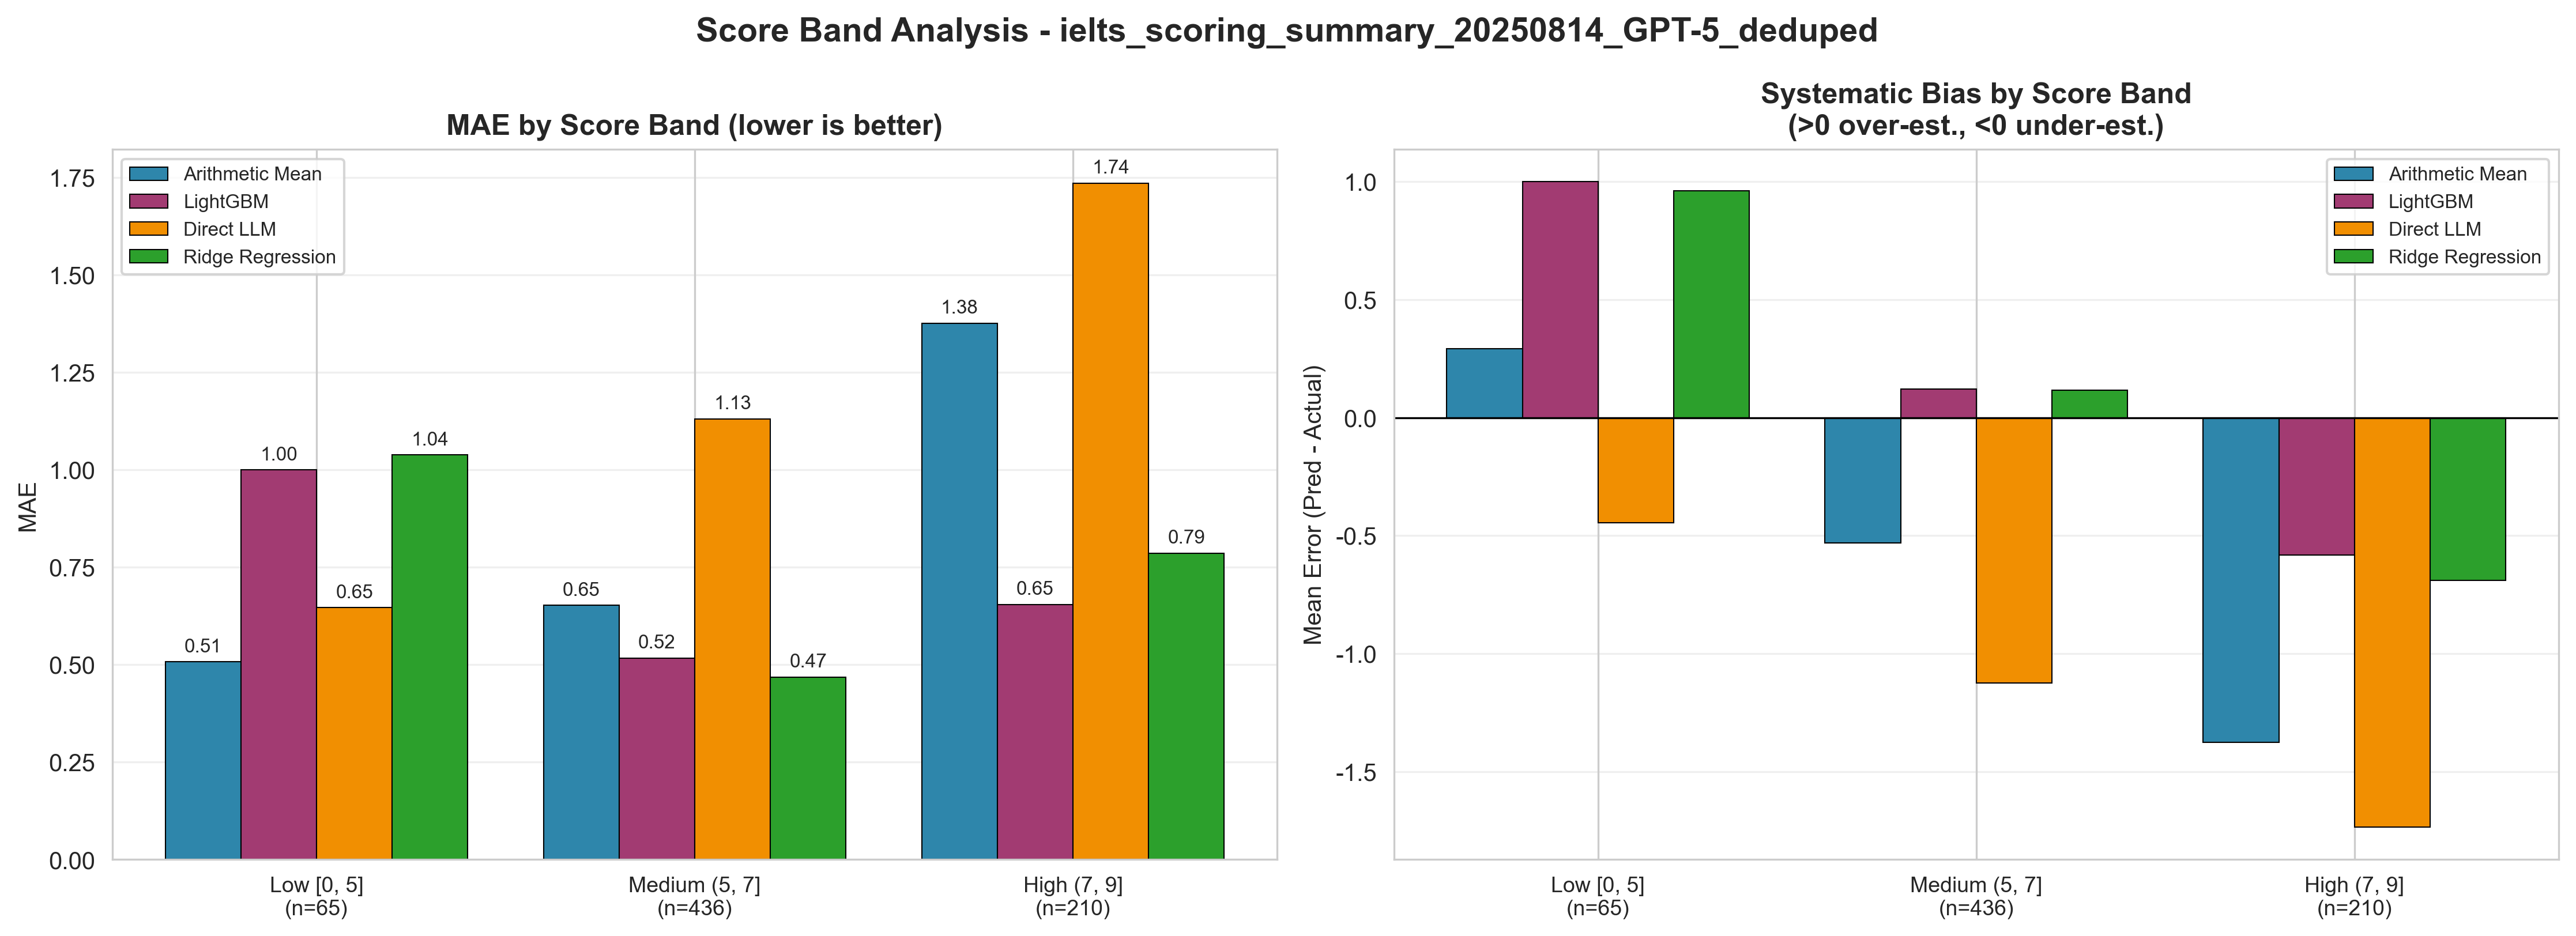 Score Band Analysis - ielts_scoring_summary_20250814_GPT-5_deduped
MAE by Score Band (lower is better)
Arithmetic Mean
LightGBM
Direct LLM
Ridge Regression
MAE
1.75
1.50
1.25
1.00
0.75
0.50
0.25
0.00
0.51
1.00
0.65
1.04
0.65
0.52
1.13
0.47
1.38
0.65
1.74
0.79
Low [0, 5]
(n=65)
Medium (5, 7]
(n=436)
High (7, 9]
(n=210)
Systematic Bias by Score Band
(>0 over-est., <0 under-est.)
Arithmetic Mean
LightGBM
Direct LLM
Ridge Regression
Mean Error (Pred - Actual)
1.0
0.5
0.0
-0.5
-1.0
-1.5
Low [0, 5]
(n=65)
Medium (5, 7]
(n=436)
High (7, 9]
(n=210)